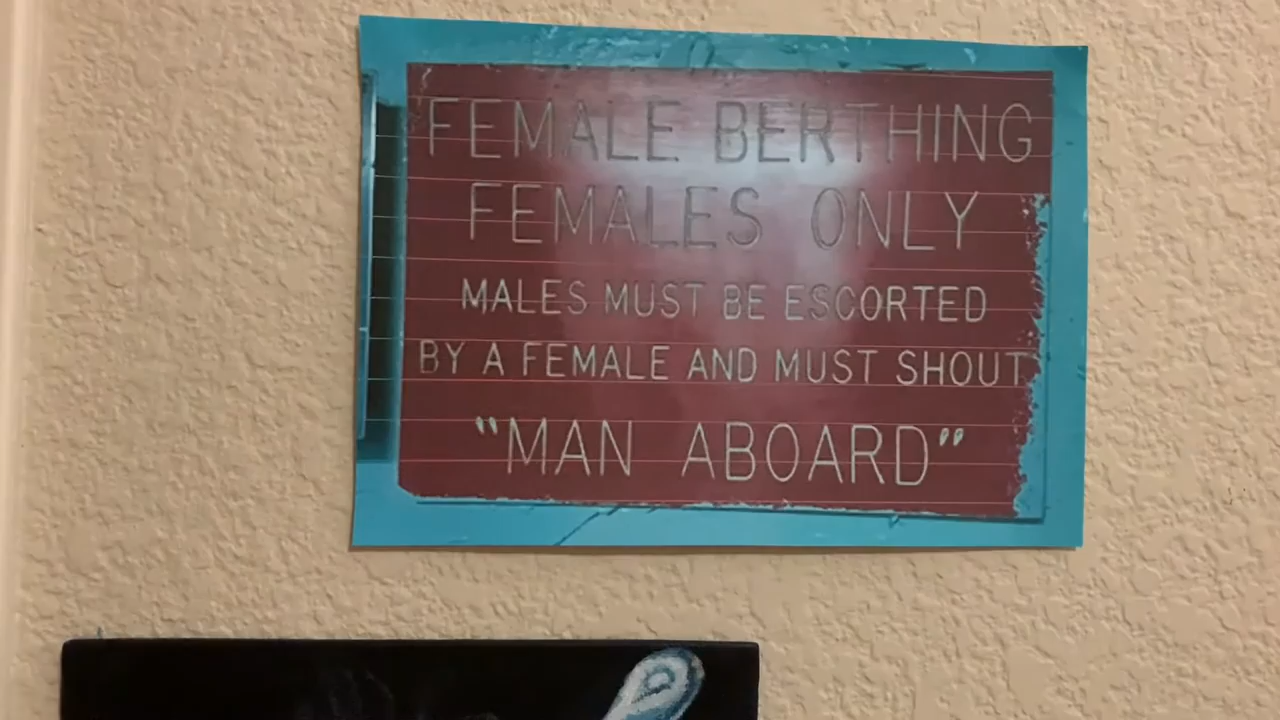 FEMALE BERTHING
FEMALES ONLY
MALES MUST BE ESCORTED
BY A FEMALE AND MUST SHOUT
"MAN ABOARD"